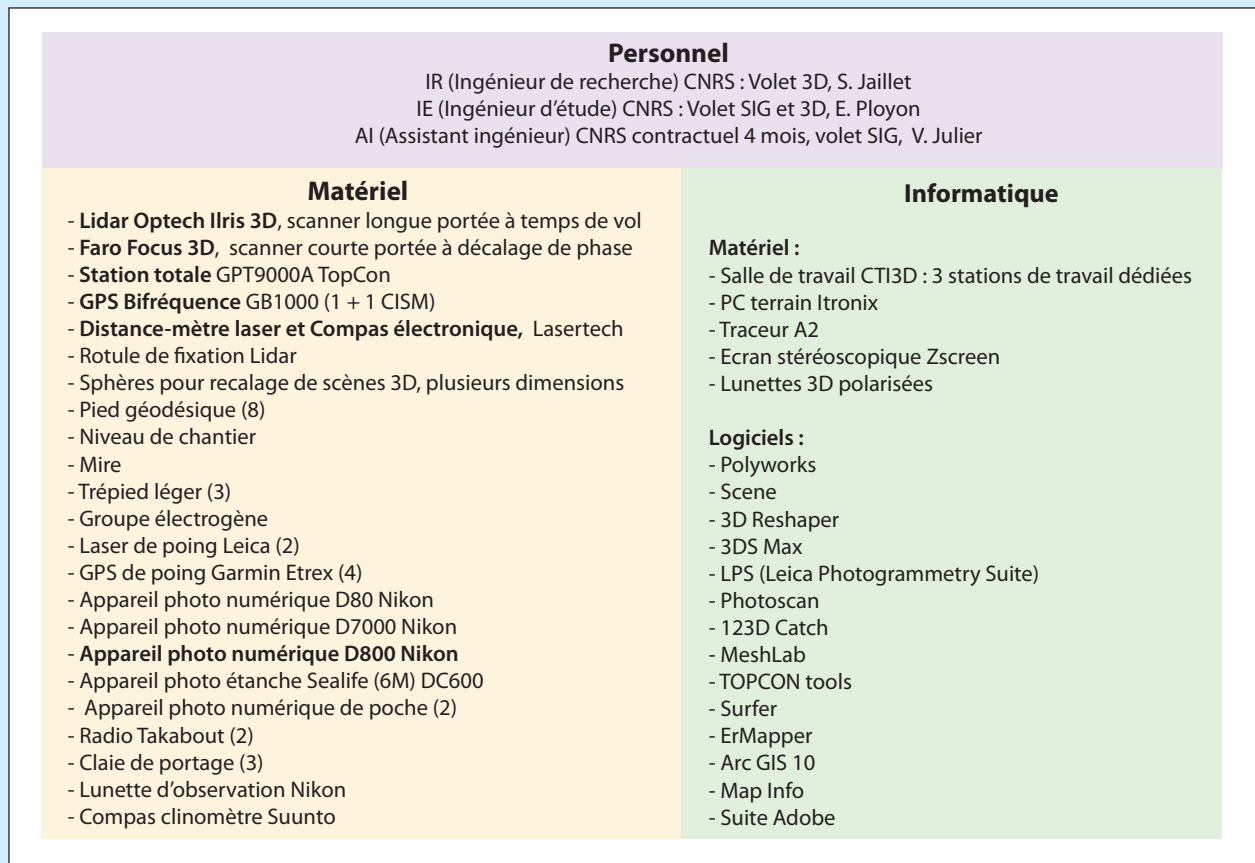 Personnel
IR (Ingénieur de recherche) CNRS : Volet 3D, S. Jaillet
IE (Ingénieur d'étude) CNRS : Volet SIG et 3D, E. Ployon
AI (Assistant ingénieur) CNRS contractuel 4 mois, volet SIG, V. Julier
Matériel
- Lidar Optech Ilris 3D, scanner longue portée à temps de vol
- Faro Focus 3D, scanner courte portée à décalage de phase
- Station totale GPT9000A TopCon
- GPS Bifréquence GB1000 (1 + 1 CISM)
- Distance-mètre laser et Compas électronique, Lasertech
- Rotule de fixation Lidar
- Sphères pour recalage de scènes 3D, plusieurs dimensions
- Pied géodésique (8)
- Niveau de chantier
- Mire
- Trépied léger (3)
- Groupe électrogène
- Laser de poing Leica (2)
- GPS de poing Garmin Etrex (4)
- Appareil photo numérique D80 Nikon
- Appareil photo numérique D7000 Nikon
- Appareil photo numérique D800 Nikon
- Appareil photo étanche Sealife (6M) DC600
- Appareil photo numérique de poche (2)
- Radio Takabout (2)
- Claie de portage (3)
- Lunette d'observation Nikon
- Compas clinomètre Suunto
Informatique
Matériel :
- Salle de travail CTI3D : 3 stations de travail dédiées
- PC terrain Itronix
- Traceur A2
- Ecran stéréoscopique Zscreen
- Lunettes 3D polarisées
Logiciels :
- Polyworks
- Scene
- 3D Reshaper
- 3DS Max
- LPS (Leica Photogrammetry Suite)
- Photoscan
- 123D Catch
- MeshLab
- TOPCON tools
- Surfer
- ErMapper
- Arc GIS 10
- Map Info
- Suite Adobe